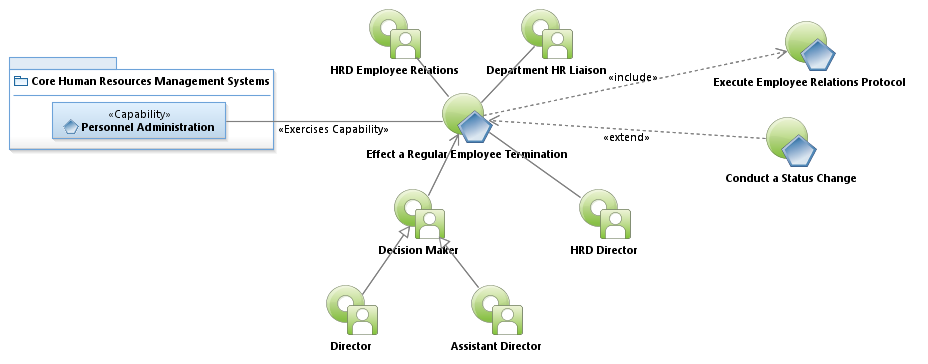 HRD Employee Relations
Department HR Liaison
Execute Employee Relations Protocol
«include»
Core Human Resources Management Systems
«Capability»
Personnel Administration
«Exercises Capability»
Effect a Regular Employee Termination
«extend»
Conduct a Status Change
Decision Maker
HRD Director
Director
Assistant Director